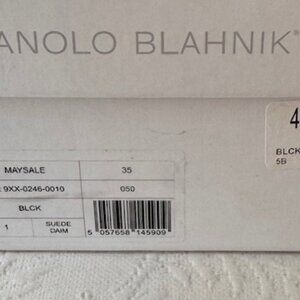 ANOLO BLAHNIK®
MAYSALE 35
: 9XX-0246-0010 050
BLCK
1 SUEDE
DAIM
5 057658 145909
4
BLCK
5B